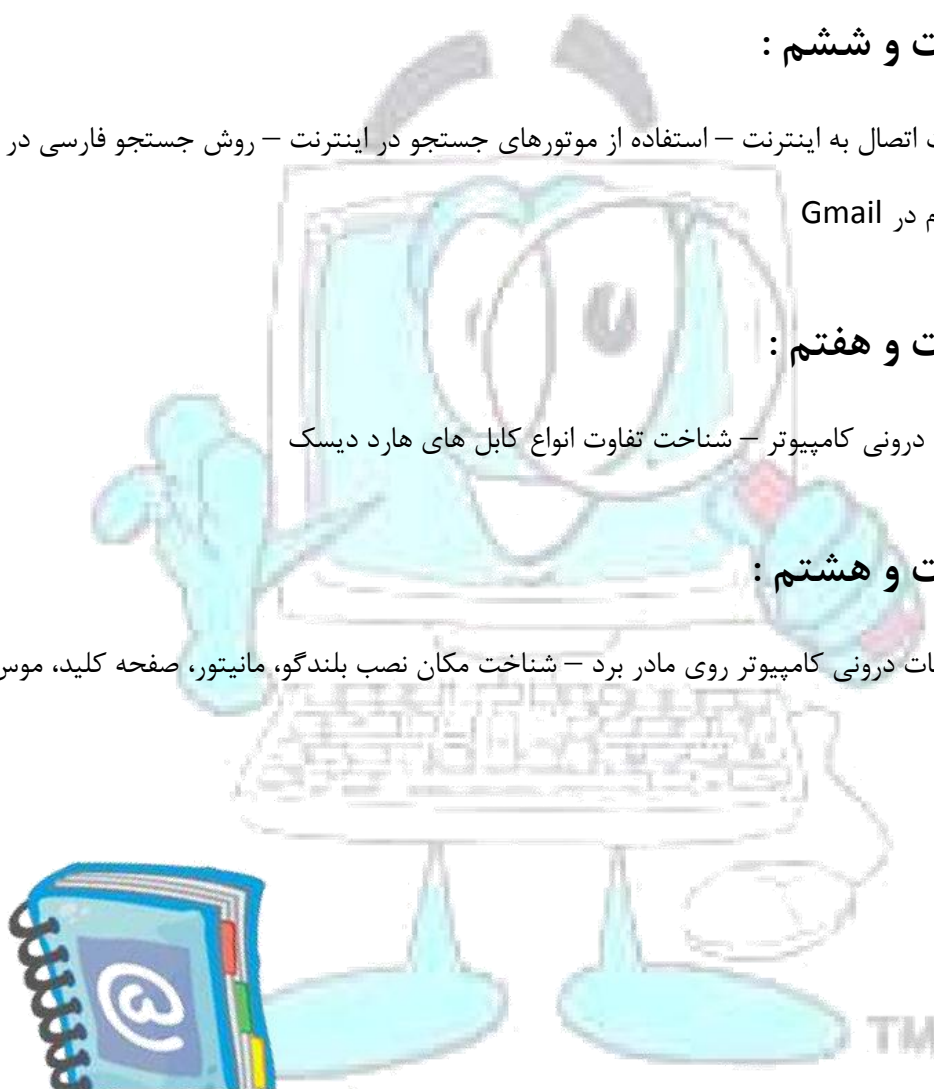 ت و ششم :
اتصال به اینترنت – استفاده از موتورهای جستجو در اینترنت – روش جستجو فارسی در
م در Gmail
ت و هفتم :
درونی کامپیوتر – شناخت تفاوت انواع کابل های هارد دیسک
ت و هشتم :
ات درونی کامپیوتر روی مادر برد – شناخت مکان نصب بلندگو، مانیتور، صفحه کلید، موس
@
TM